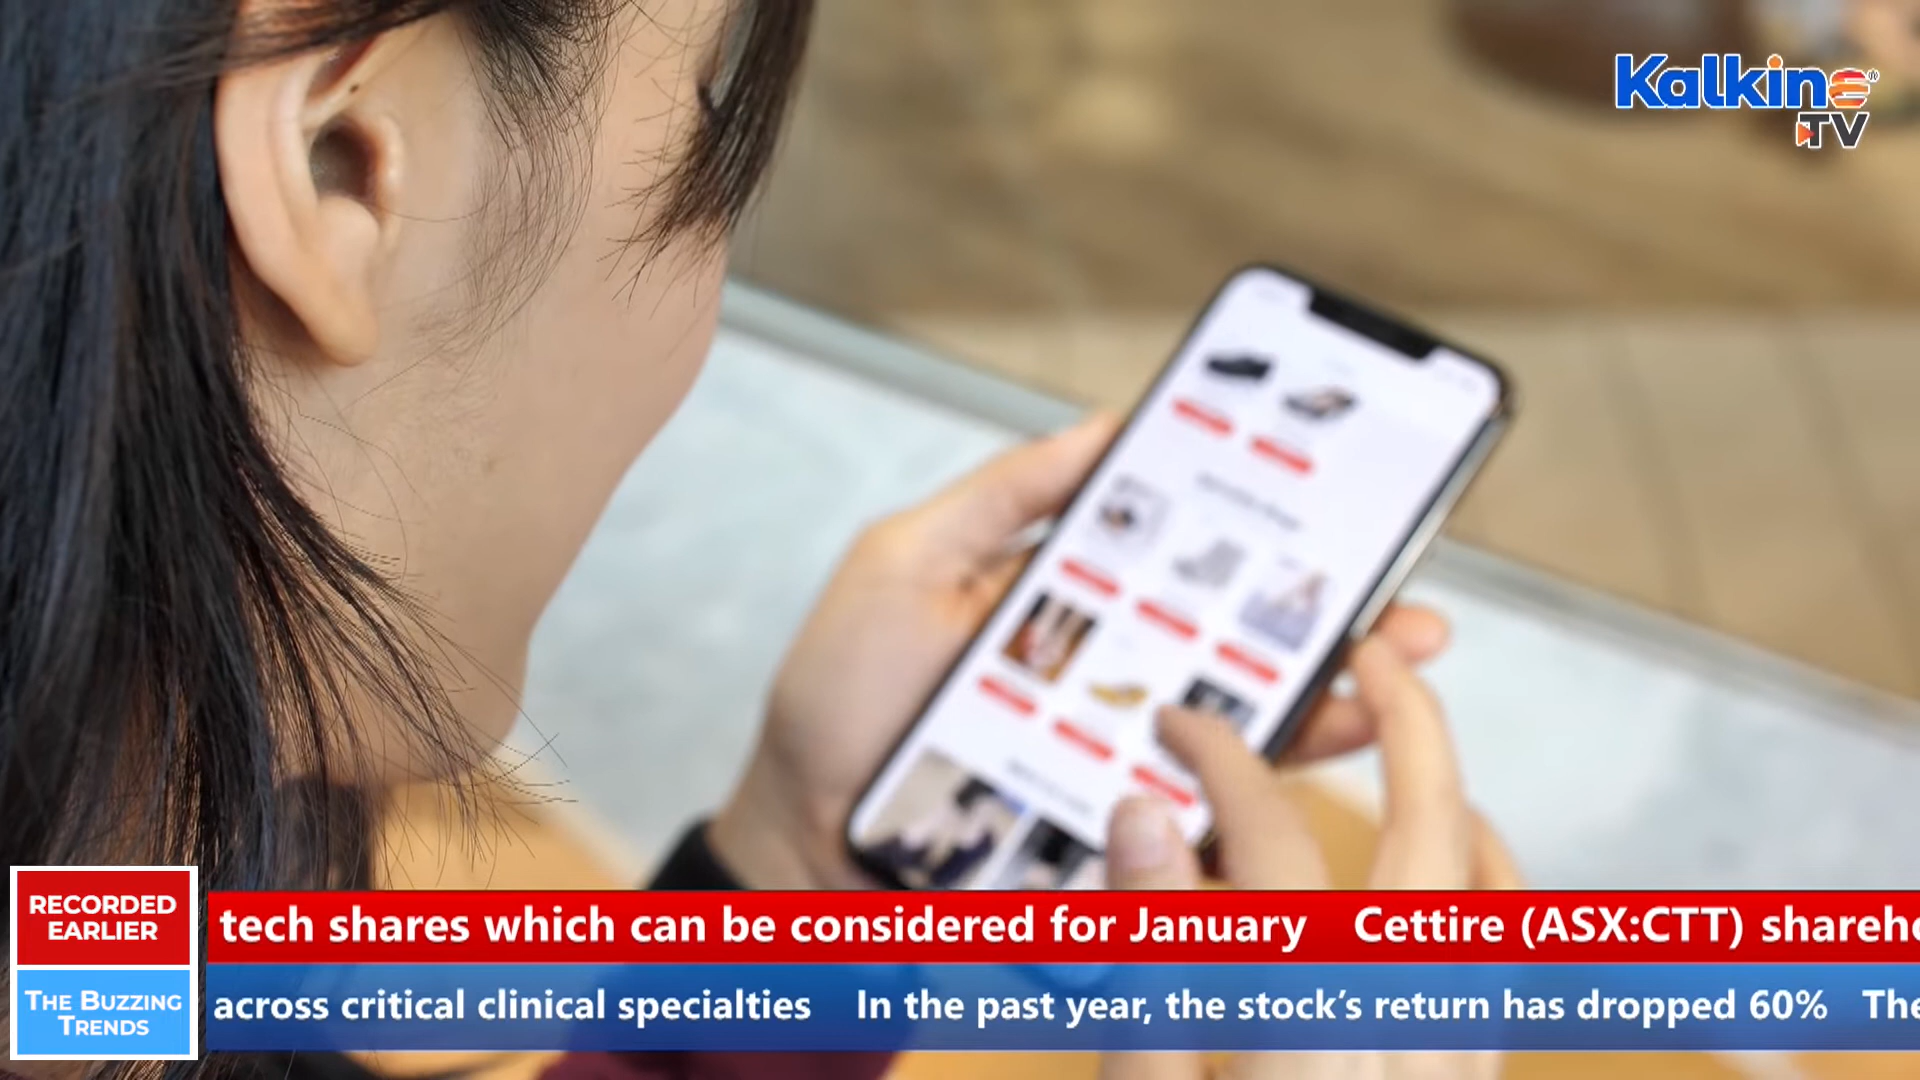 Kalkine
TV
RECORDED
EARLIER
tech shares which can be considered for January Cettire (ASX:CTT)
THE BUZZING
TRENDS
across critical clinical specialties In the past year, the stock's return has dropped 60%